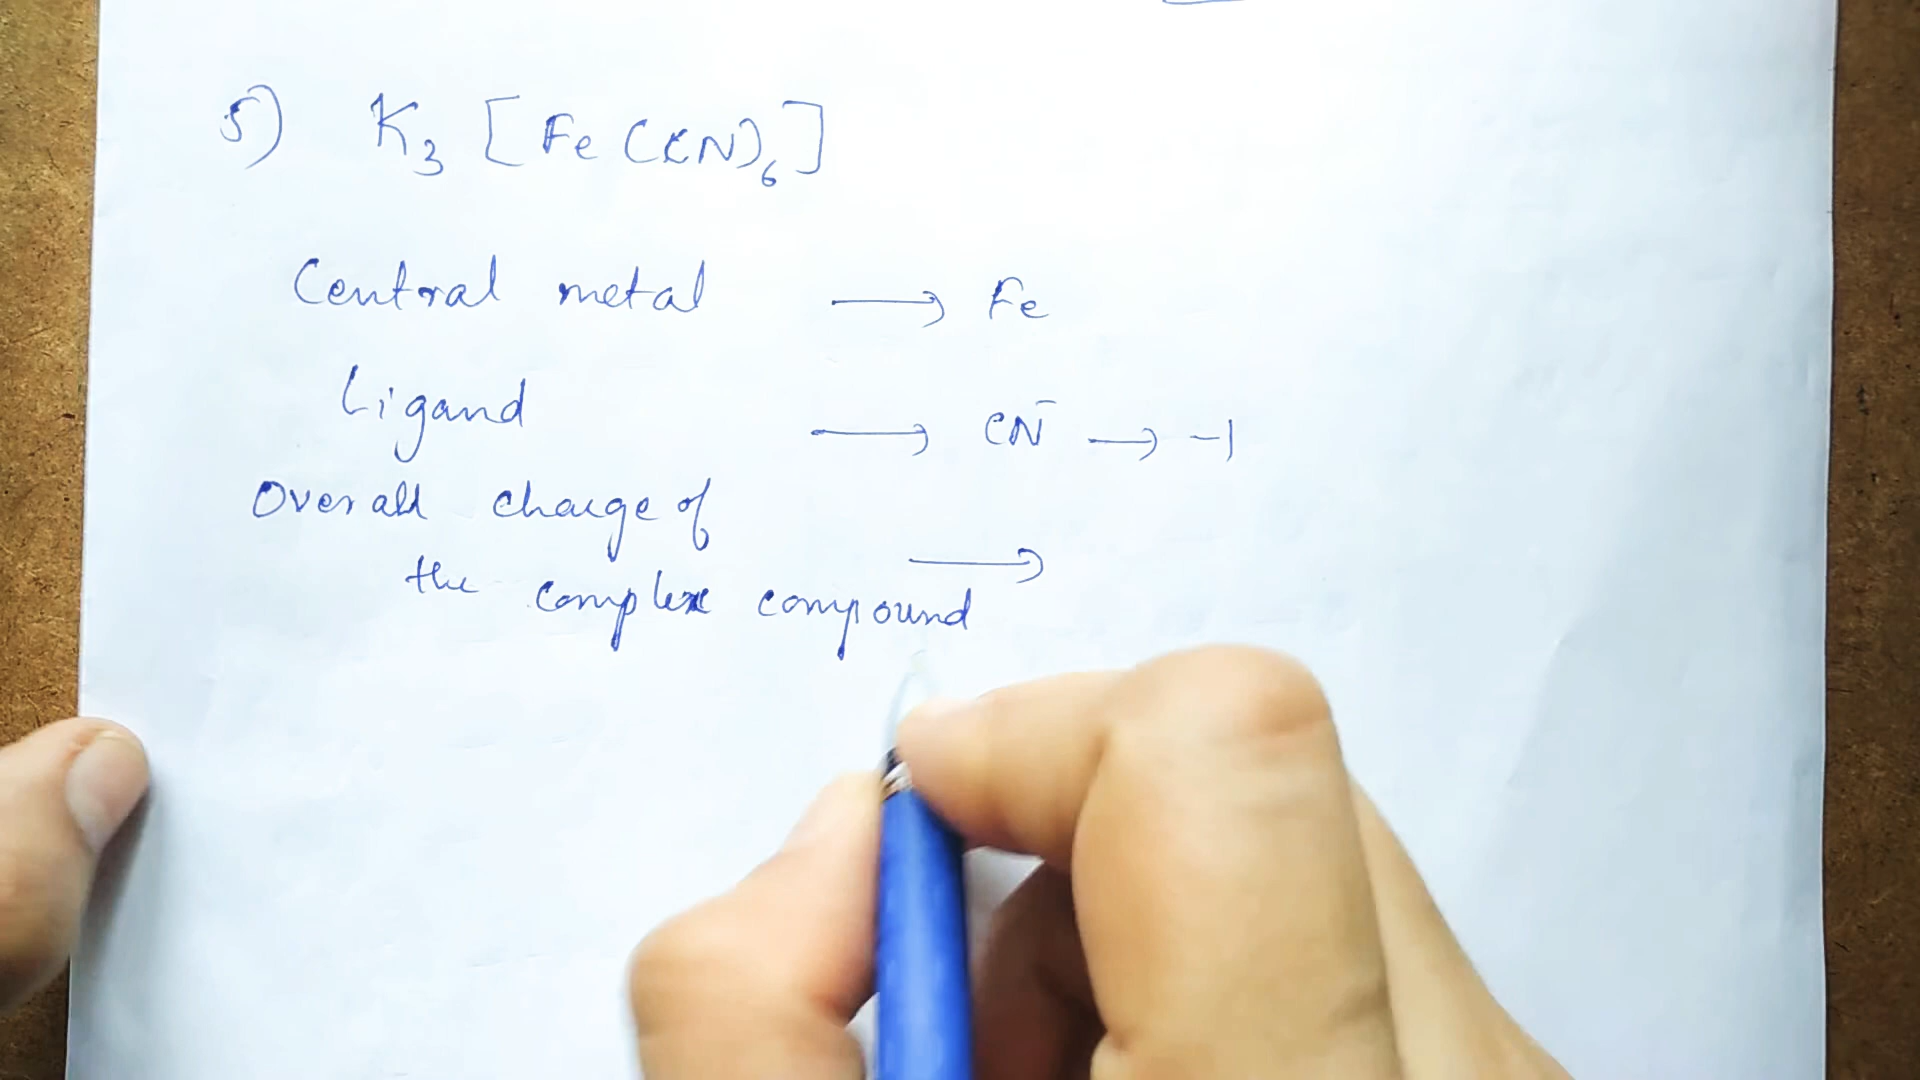 5) K₃ [Fe(CN)₆]
Central metal → Fe
Ligand → CN⁻ → -1
Overall charge of
the complex compound →